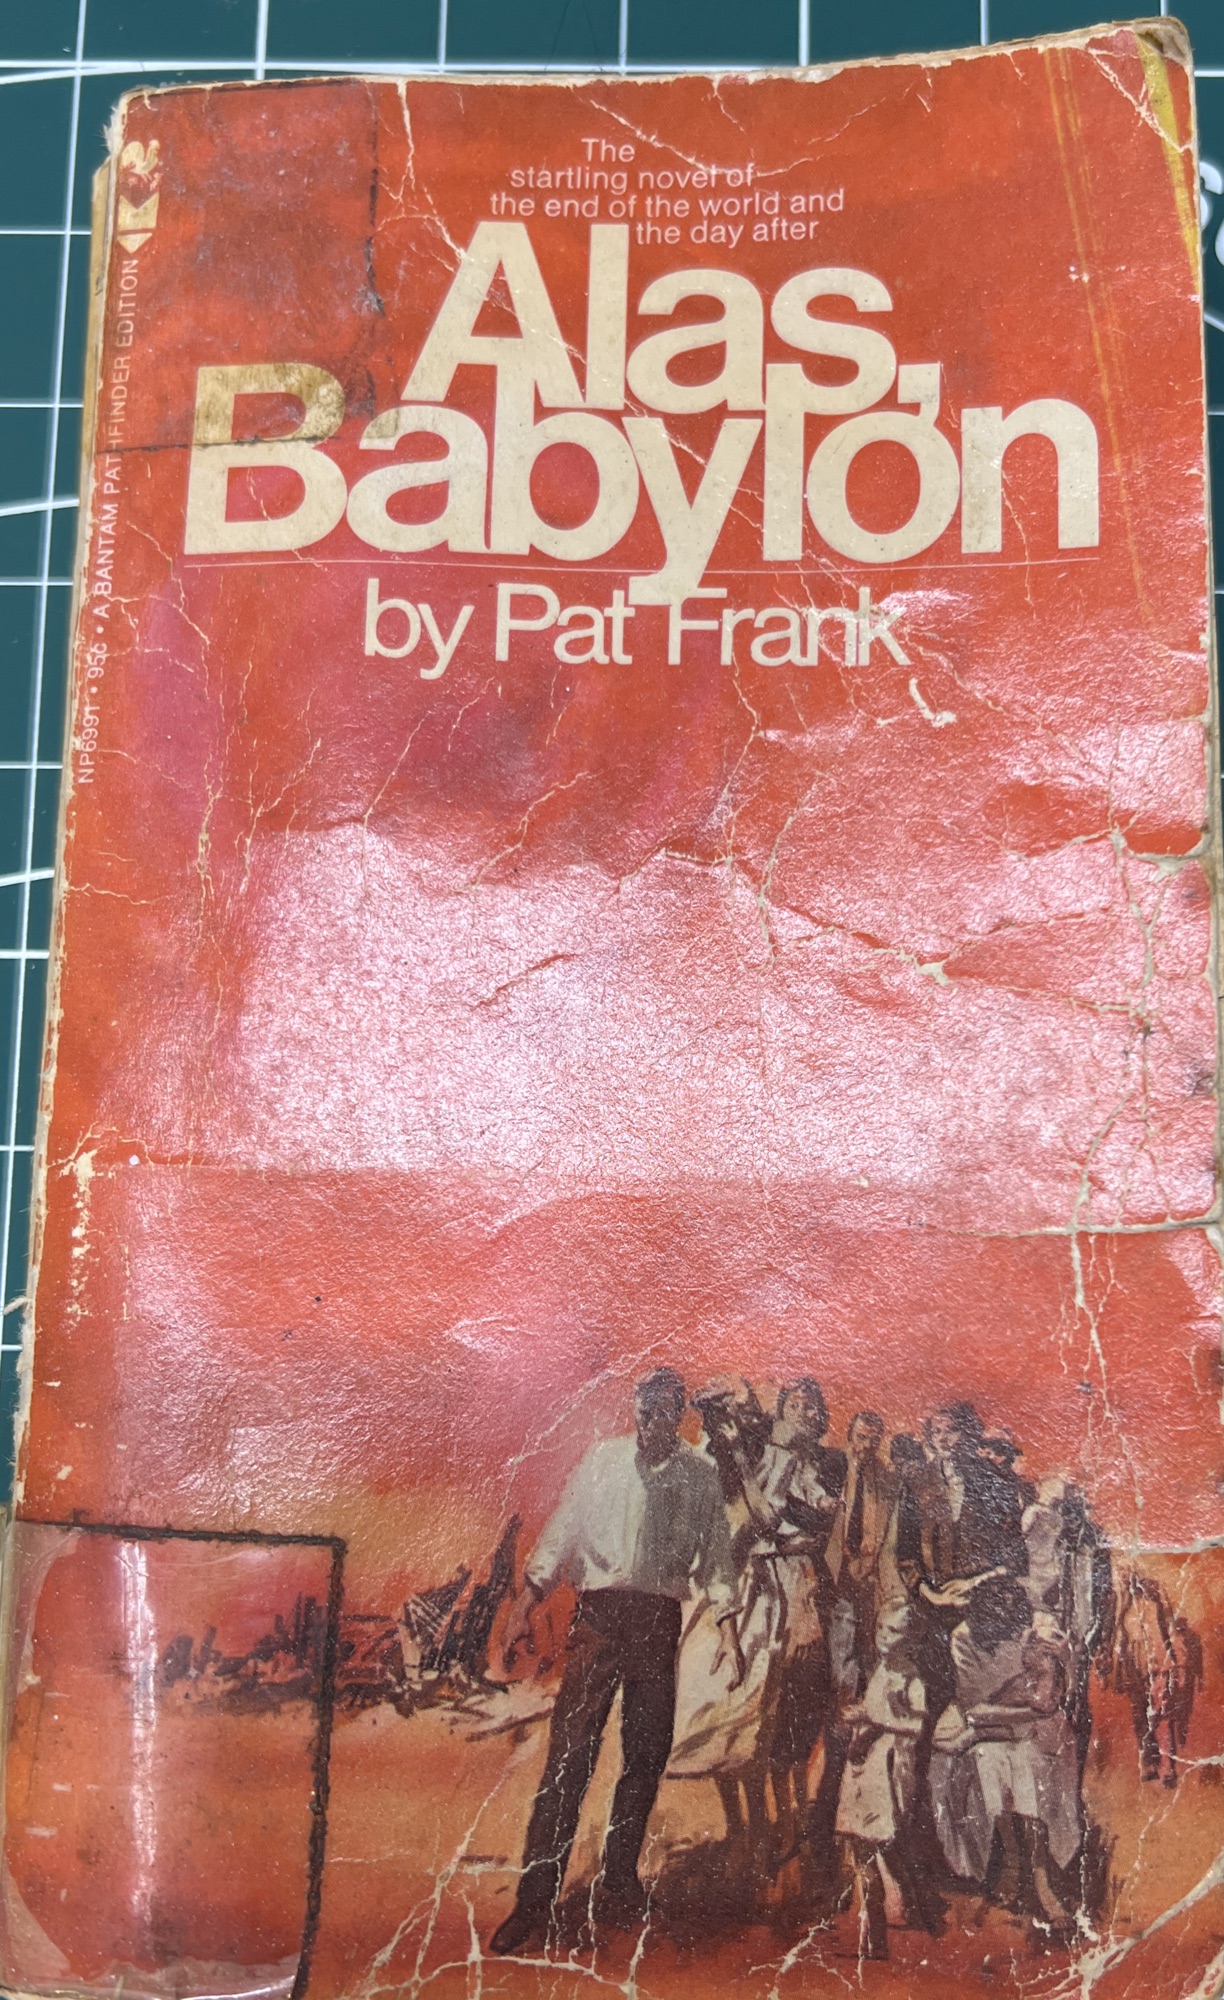 The
startling novel of
the end of the world and
the day after
Alas,
Babylon
by Pat Frank
NP6991 • 95¢ • A BANTAM PATHFINDER EDITION